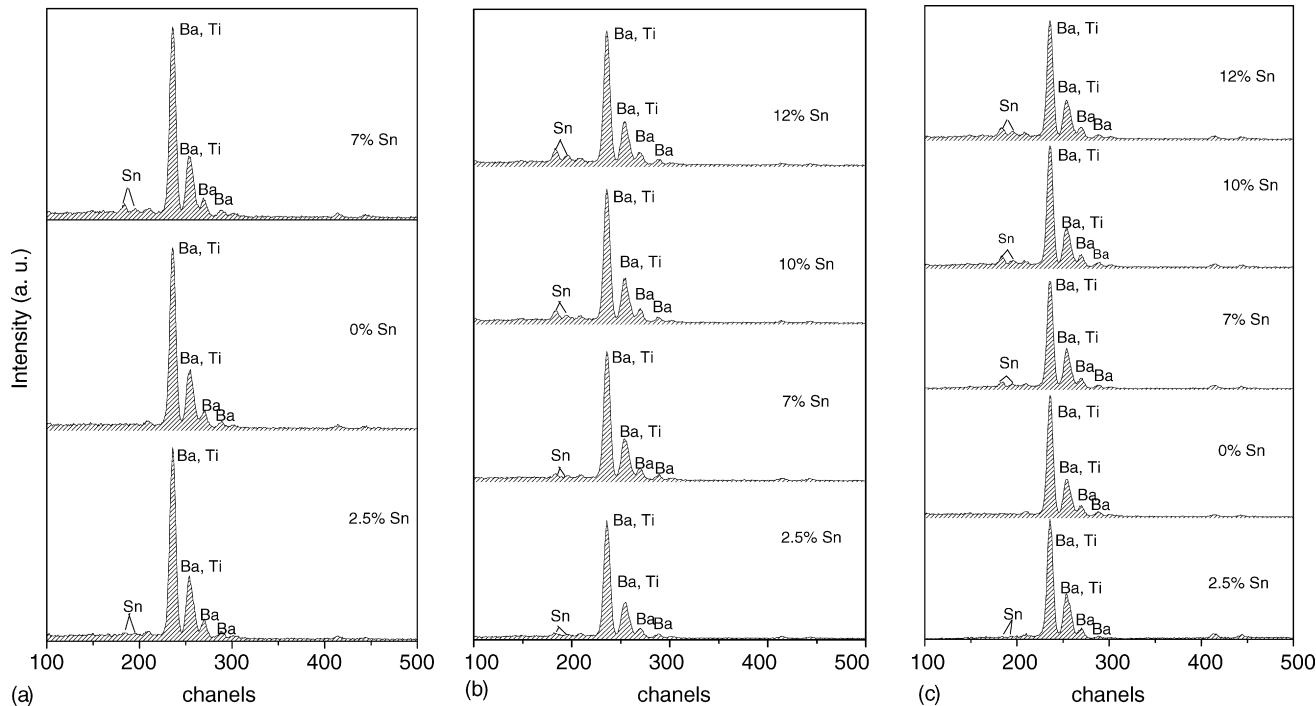 Intensity (a. u.)
Ba, Ti
7% Sn
Ba, Ti
Sn
Ba
Ba
Ba, Ti
0% Sn
Ba, Ti
Ba
Ba
Ba, Ti
2.5% Sn
Ba, Ti
Sn
Ba
Ba
100 200 300 400 500
(a)
chanels
Ba, Ti
12% Sn
Ba, Ti
Sn
Ba
Ba
Ba, Ti
10% Sn
Ba, Ti
Sn
Ba
Ba
Ba, Ti
7% Sn
Ba, Ti
Sn
Ba
Ba
Ba, Ti
2.5% Sn
Ba, Ti
Sn
Ba
Ba
100 200 300 400 500
(b)
chanels
Ba, Ti
12% Sn
Ba, Ti
Sn
Ba
Ba
Ba, Ti
10% Sn
Ba, Ti
Sn
Ba
Ba
Ba, Ti
7% Sn
Ba, Ti
Sn
Ba
Ba
Ba, Ti
0% Sn
Ba, Ti
Ba
Ba
Ba, Ti
2.5% Sn
Ba, Ti
Sn
Ba
Ba
100 200 300 400 500
(c)
chanels